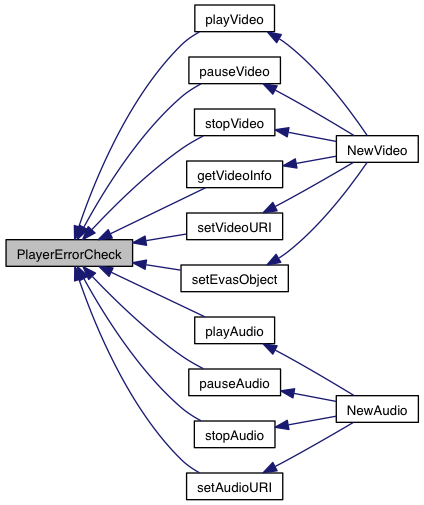 playVideo
pauseVideo
stopVideo
NewVideo
getVideoInfo
setVideoURI
PlayerErrorCheck
setEvasObject
playAudio
pauseAudio
NewAudio
stopAudio
setAudioURI